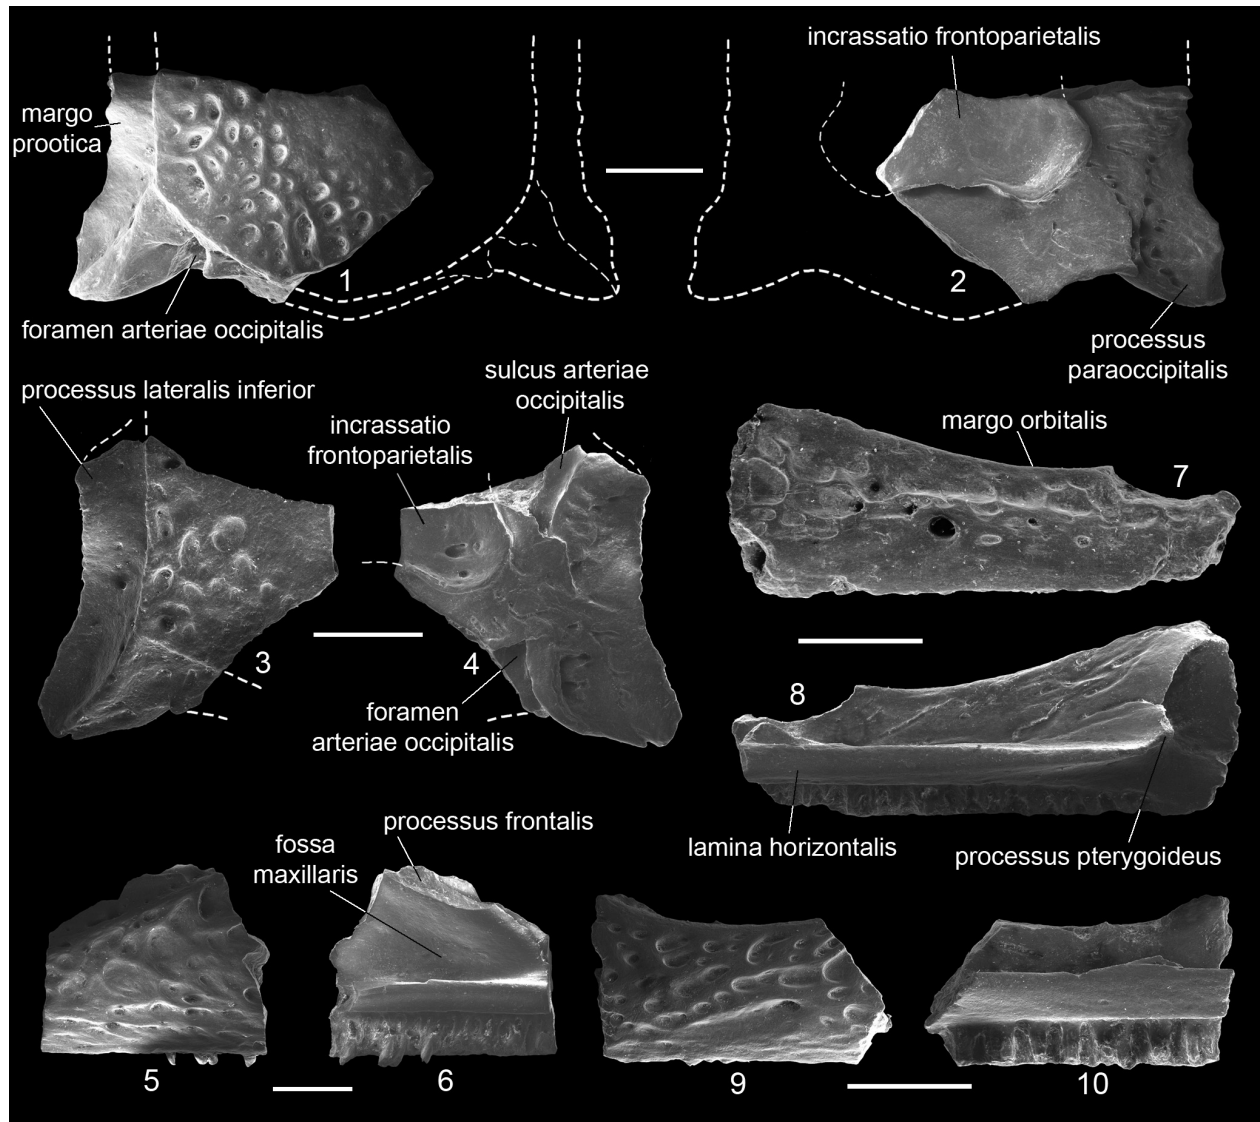 incrassatio frontoparietalis
margo
prootica
1
2
foramen arteriae occipitalis
processus
paraoccipitalis
processus lateralis inferior
sulcus arteriae
occipitalis
incrassatio
frontoparietalis
margo orbitalis
7
3
4
foramen
arteriae occipitalis
8
processus frontalis
fossa
maxillaris
lamina horizontalis
processus pterygoideus
5
6
9
10